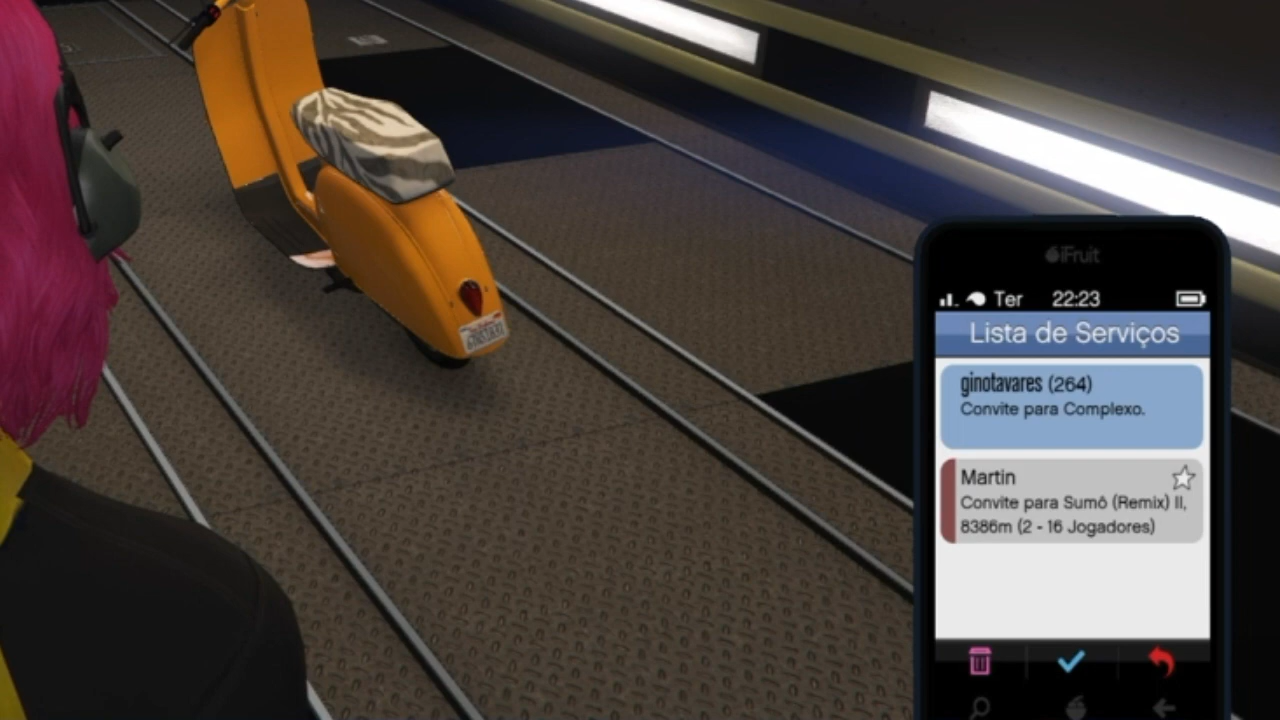 iFruit
Ter 22:23
Lista de Serviços
ginotavares (264)
Convite para Complexo.
Martin
Convite para Sumô (Remix) II,
8386m (2 - 16 Jogadores)